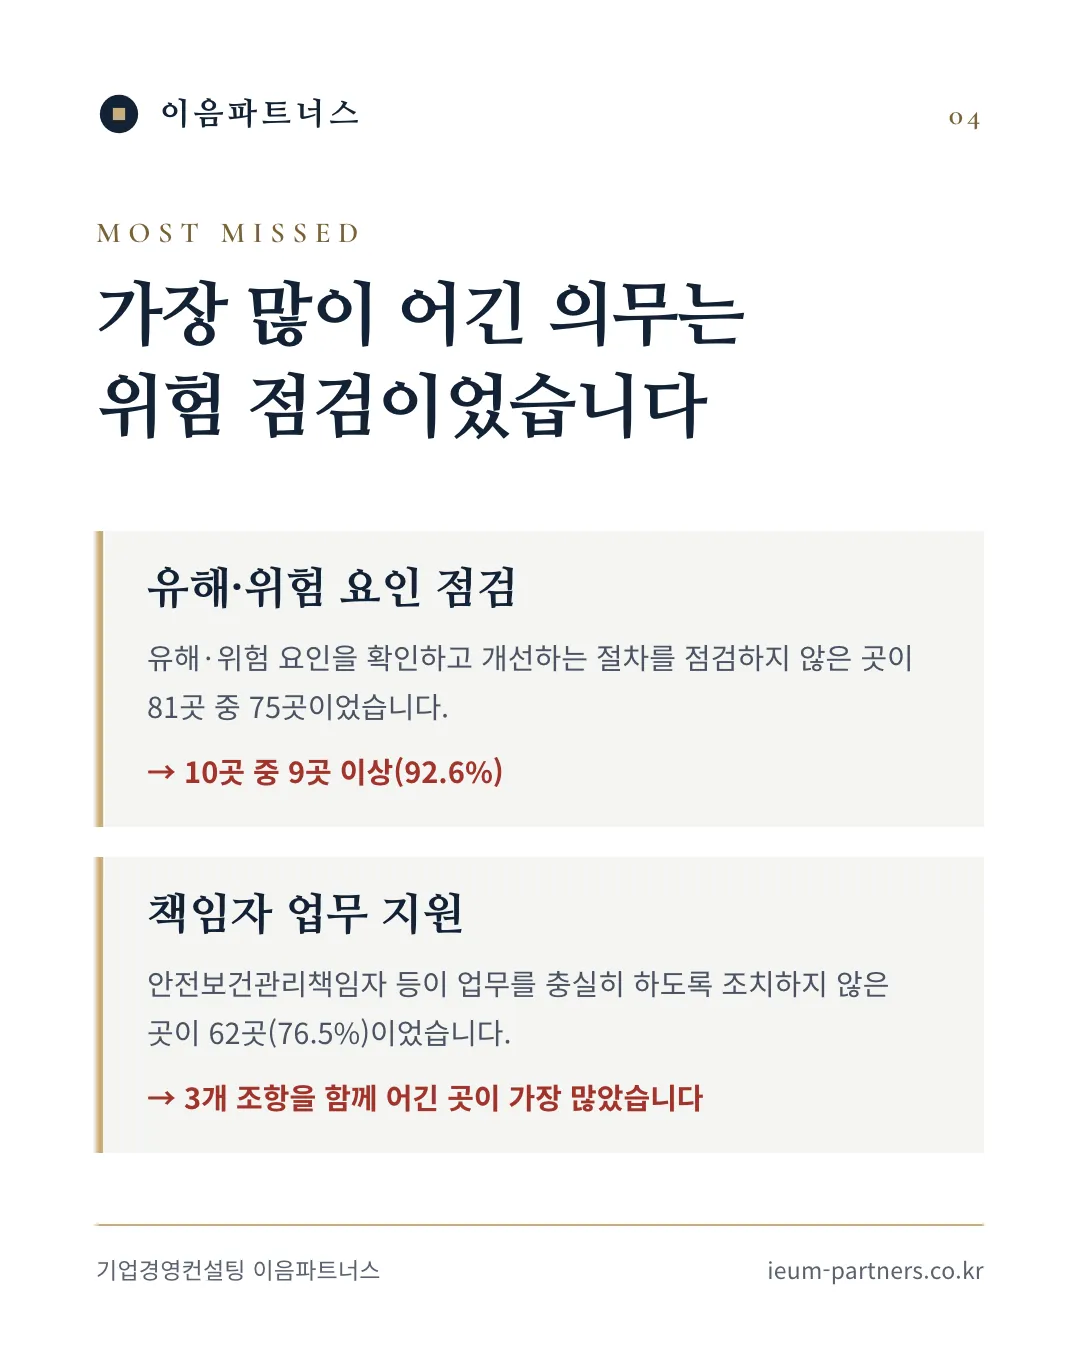 이음파트너스
04
MOST MISSED
가장 많이 어긴 의무는
위험 점검이었습니다
유해·위험 요인 점검
유해·위험 요인을 확인하고 개선하는 절차를 점검하지 않은 곳이
81곳 중 75곳이었습니다.
→ 10곳 중 9곳 이상(92.6%)
책임자 업무 지원
안전보건관리책임자 등이 업무를 충실히 하도록 조치하지 않은
곳이 62곳(76.5%)이었습니다.
→ 3개 조항을 함께 어긴 곳이 가장 많았습니다
기업경영컨설팅 이음파트너스
ieum-partners.co.kr